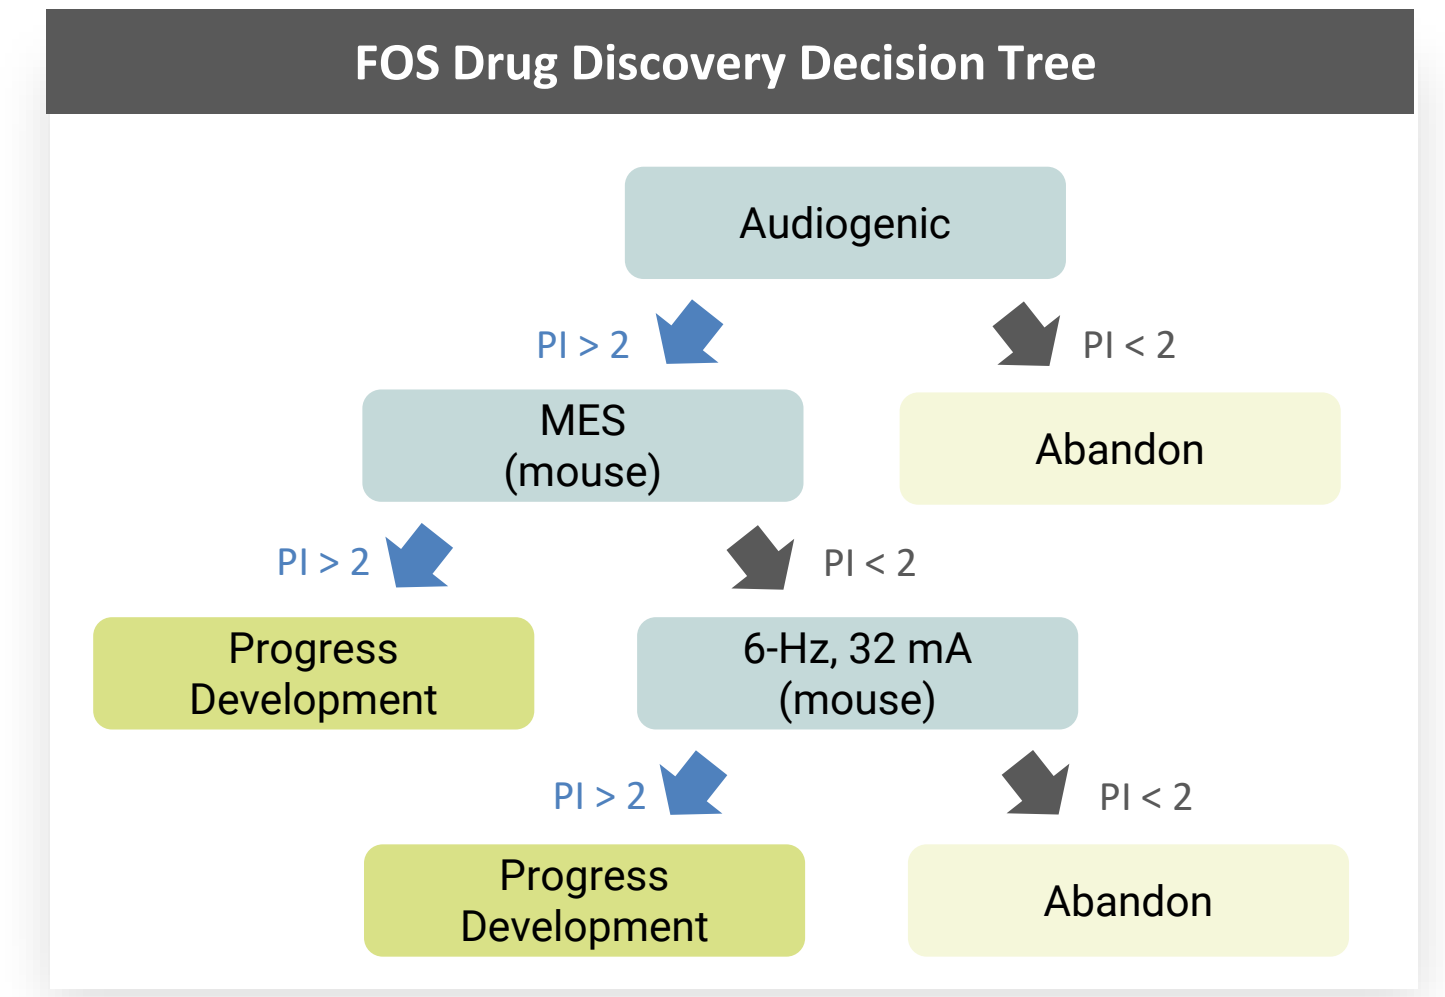 FOS Drug Discovery Decision Tree
Audiogenic
PI > 2
PI < 2
MES
(mouse)
Abandon
PI > 2
PI < 2
Progress
Development
6-Hz, 32 mA
(mouse)
PI > 2
PI < 2
Progress
Development
Abandon